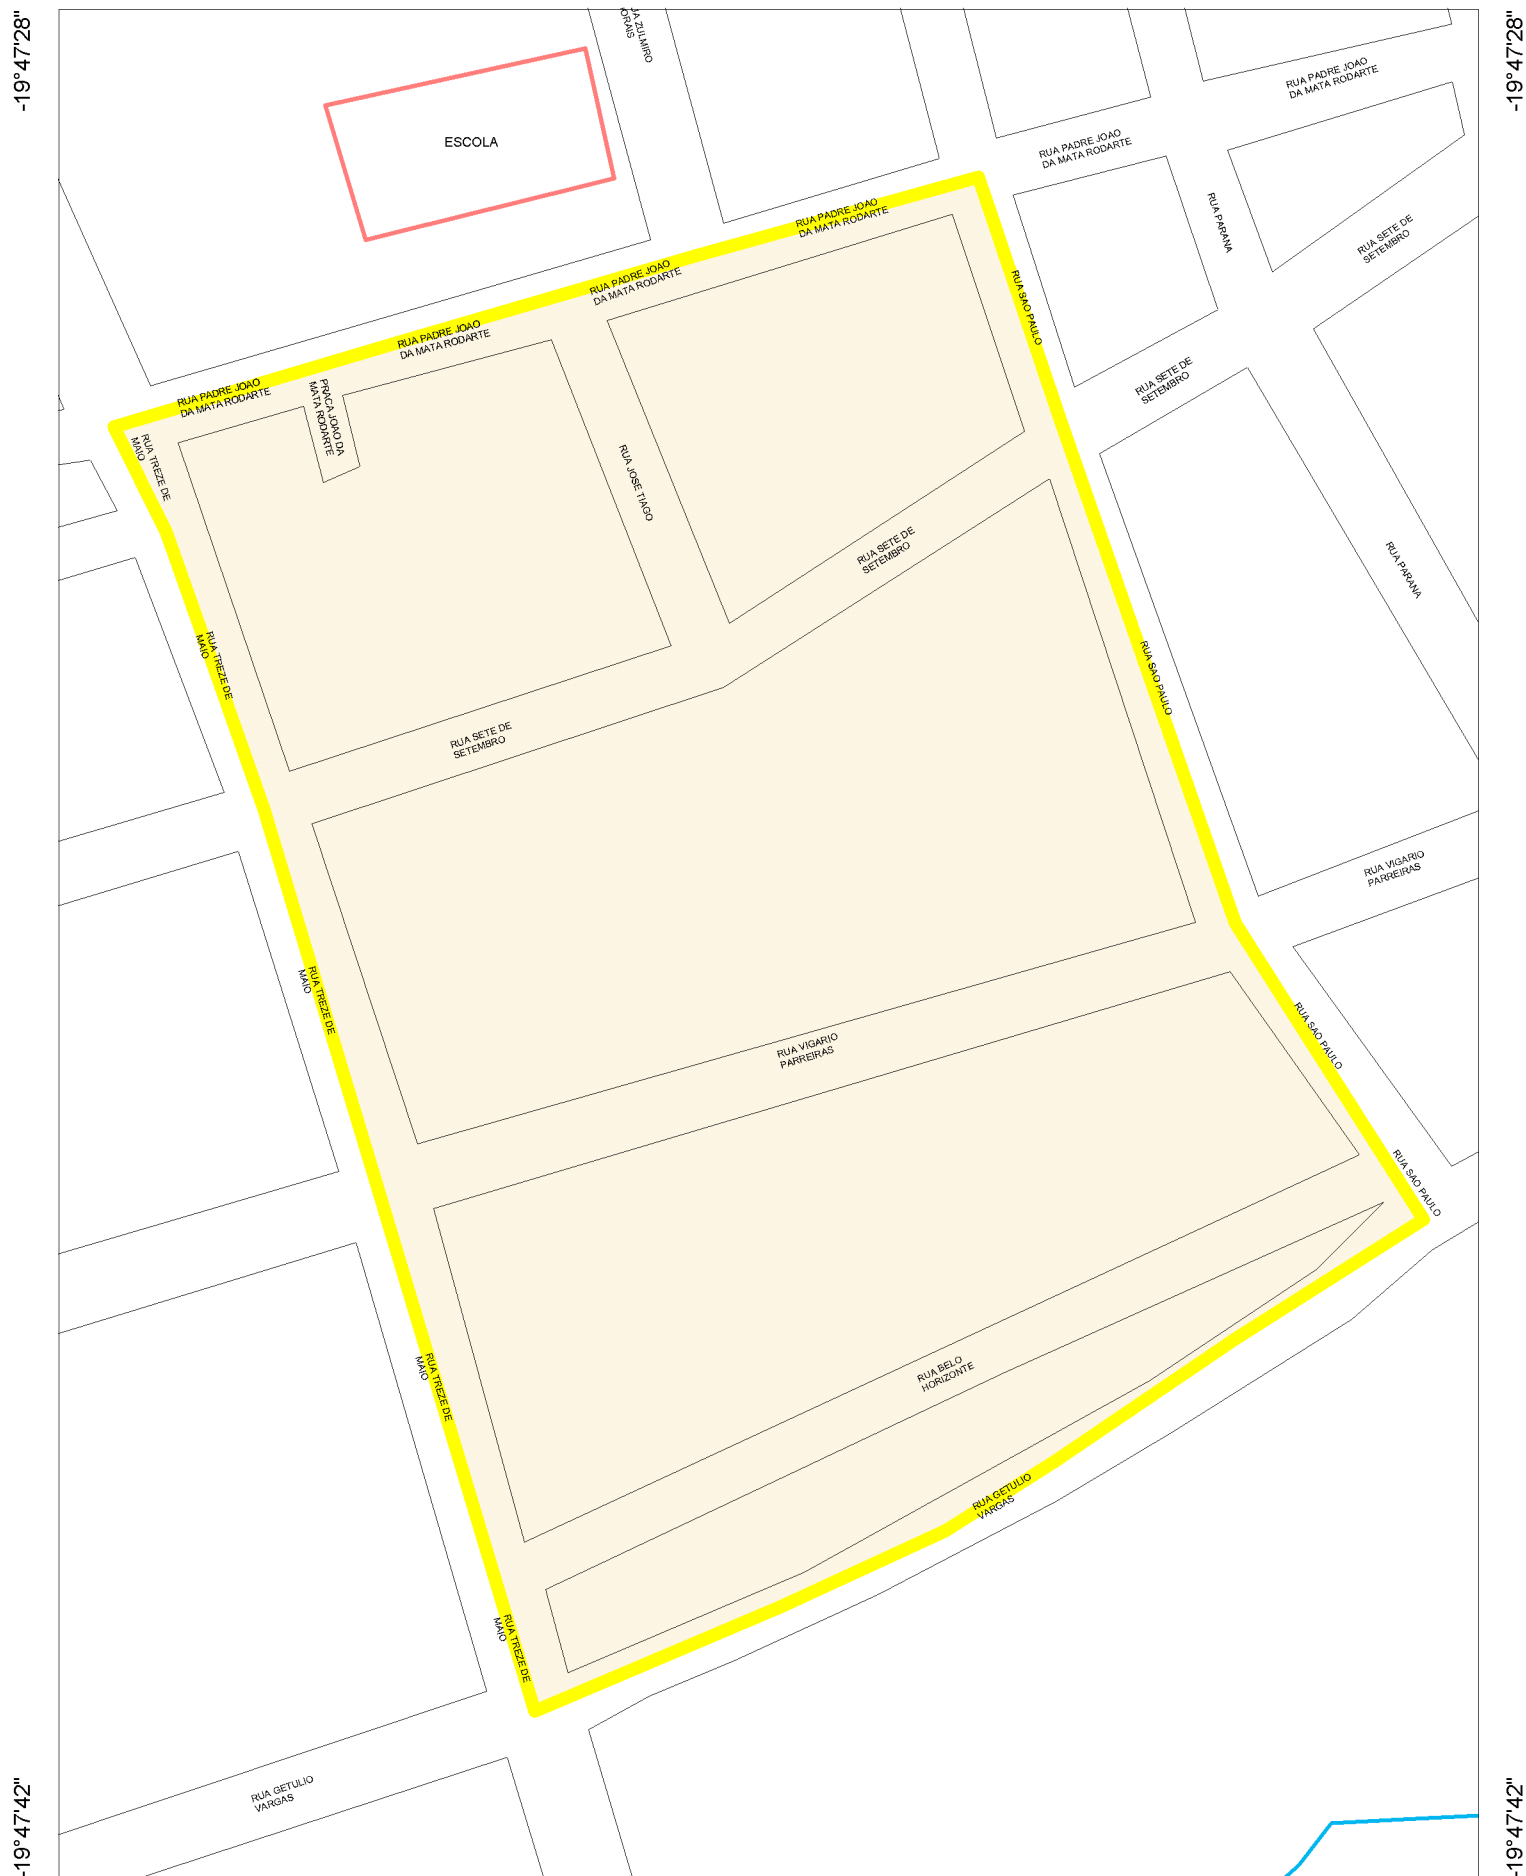 -19°47'28"
-19°47'28"
ORAIS
ZULMIRO
RUA PADRE JOAO
DA MATA RODARTE
ESCOLA
RUA PADRE JOAO
DA MATA RODARTE
RUA PADRE JOAO
DA MATA RODARTE
RUA PARANA
RUA SETE DE
SETEMBRO
RUA PADRE JOAO
DA MATA RODARTE
RUA SAO PAULO
RUA PADRE JOAO
DA MATA RODARTE
RUA SETE DE
SETEMBRO
RUA PADRE JOAO
DA MATA RODARTE
PRACA JOAO DA
MATA RODARTE
RUA TREZE DE
MAIO
RUA JOSE TIAGO
RUA SETE DE
SETEMBRO
RUA PARANA
RUA TREZE DE
MAIO
RUA SAO PAULO
RUA SETE DE
SETEMBRO
RUA VIGARIO
PARREIRAS
RUA TREZE DE
MAIO
RUA VIGARIO
PARREIRAS
RUA SAO PAULO
RUA SAO PAULO
RUA BELO
HORIZONTE
RUA TREZE DE
MAIO
RUA GETULIO
VARGAS
RUA TREZE DE
MAIO
RUA GETULIO
VARGAS
-19°47'42"
-19°47'42"